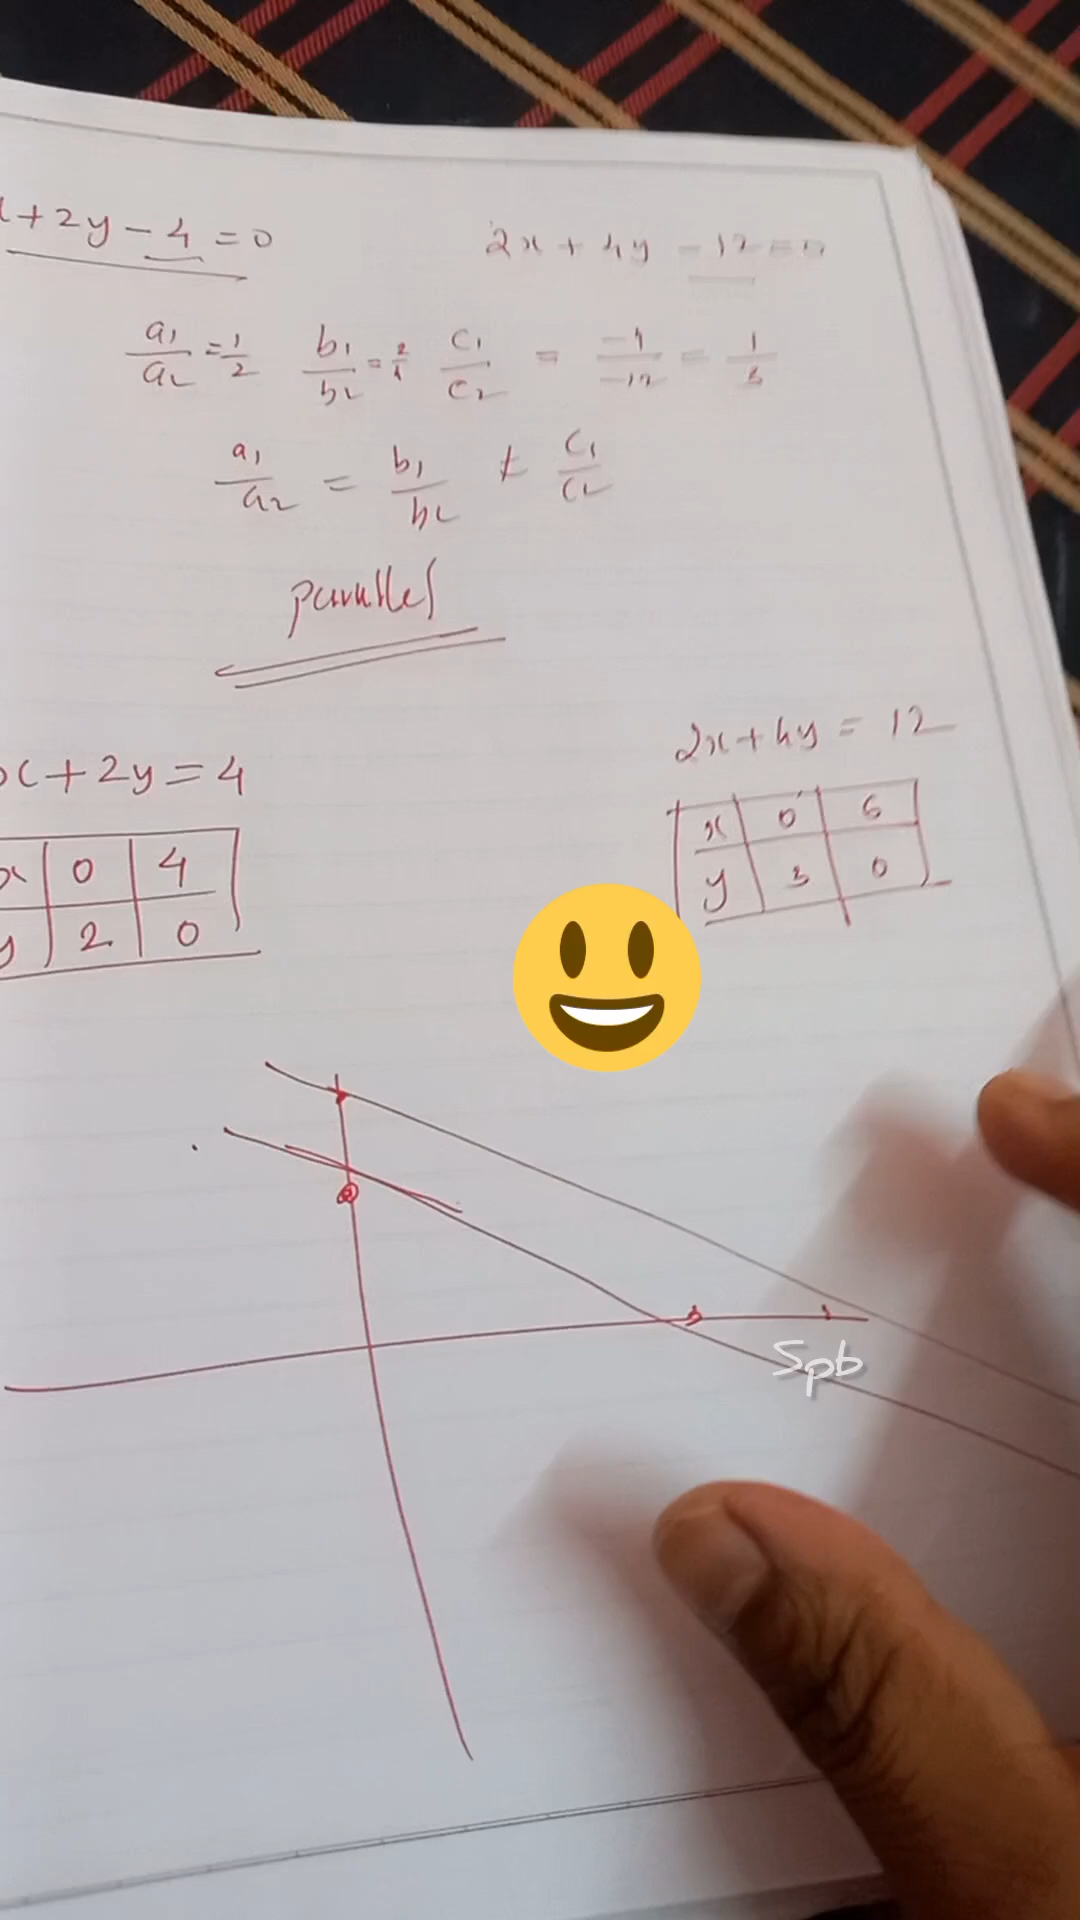 x+2y-4=0 2x+4y-12=0
a₁/a₂=1/2 b₁/b₂=2/4 c₁/c₂ = -4/-12 = 1/3
a₁/a₂ = b₁/b₂ ≠ c₁/c₂
parallel
x+2y=4 2x+4y=12
x 0 4 x 0 6
y 2 0 y 3 0
Spb